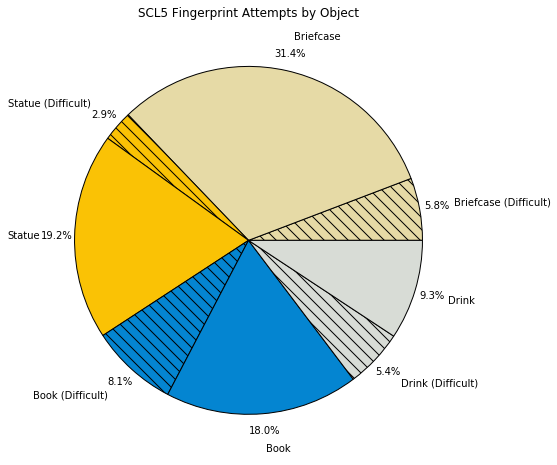 SCL5 Fingerprint Attempts by Object
Briefcase
31.4%
Statue (Difficult)
2.9%
5.8%
Briefcase (Difficult)
Statue
19.2%
9.3%
Drink
5.4%
Drink (Difficult)
8.1%
Book (Difficult)
18.0%
Book